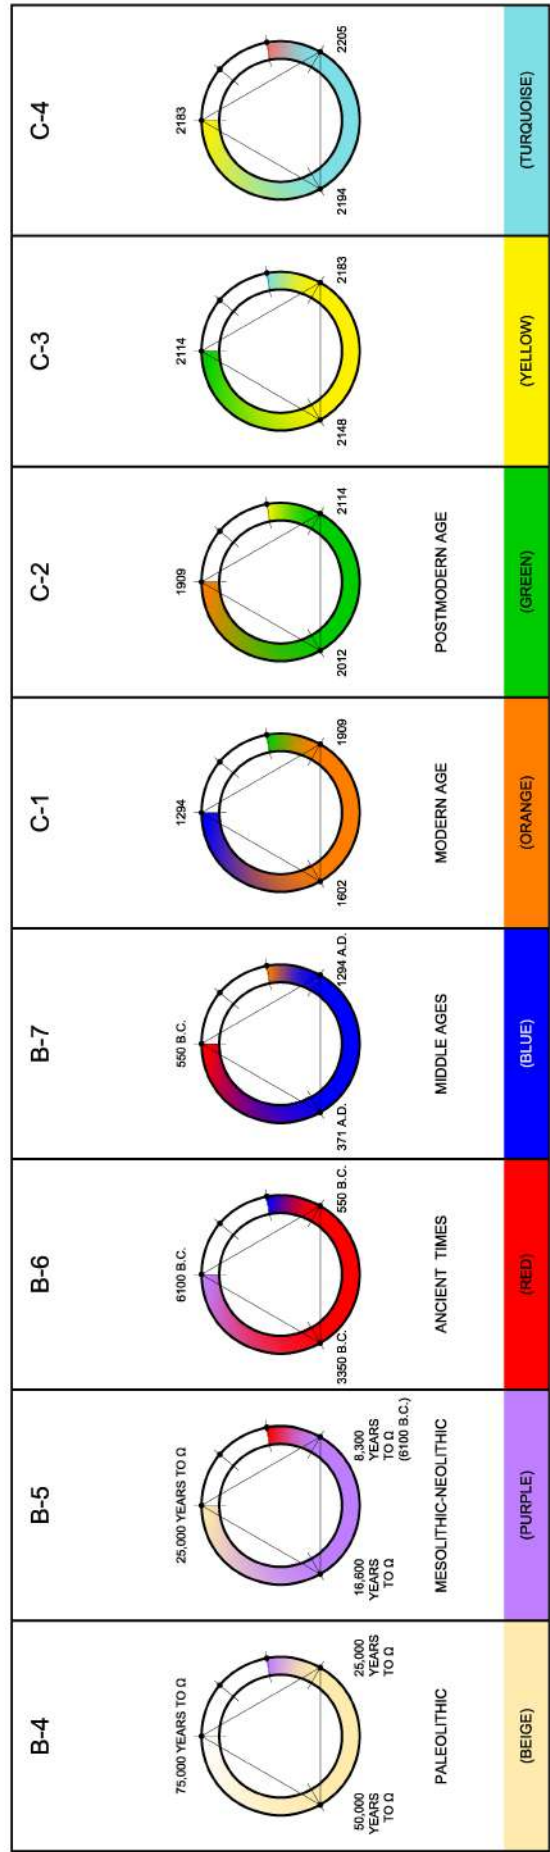 B-4
75,000 YEARS TO Ω
50,000
YEARS
TO Ω
25,000
YEARS
TO Ω
PALEOLITHIC
(BEIGE)
B-5
25,000 YEARS TO Ω
16,600
YEARS
TO Ω
8,300
YEARS
TO Ω
(6100 B.C.)
MESOLITHIC-NEOLITHIC
(PURPLE)
B-6
6100 B.C.
3350 B.C.
550 B.C.
ANCIENT TIMES
(RED)
B-7
550 B.C.
371 A.D.
1294 A.D.
MIDDLE AGES
(BLUE)
C-1
1294
1602
1909
MODERN AGE
(ORANGE)
C-2
1909
2012
2114
POSTMODERN AGE
(GREEN)
C-3
2114
2148
2183
(YELLOW)
C-4
2183
2194
2205
(TURQUOISE)